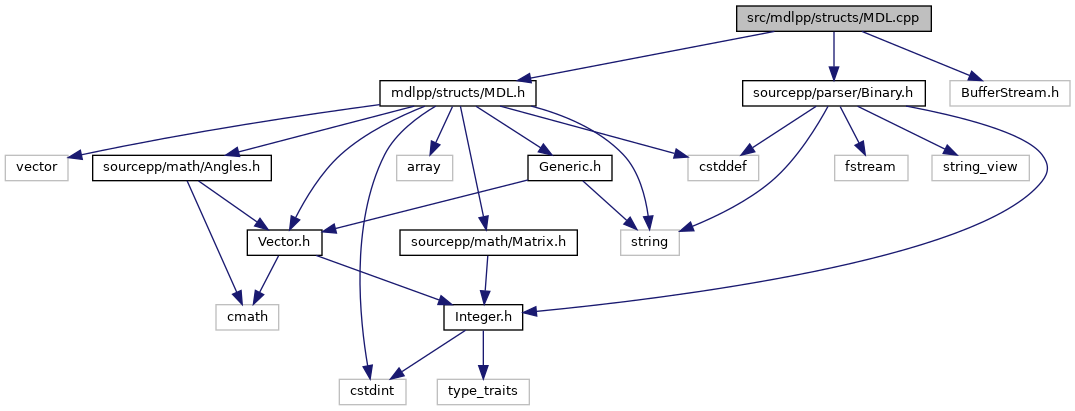 src/mdlpp/structs/MDL.cpp
mdlpp/structs/MDL.h
sourcepp/parser/Binary.h
BufferStream.h
vector
sourcepp/math/Angles.h
array
Generic.h
cstddef
fstream
string_view
Vector.h
sourcepp/math/Matrix.h
string
cmath
Integer.h
cstdint
type_traits